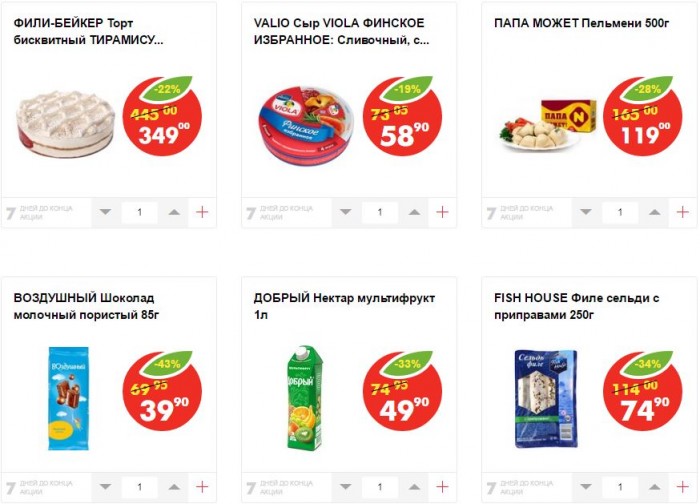 ФИЛИ-БЕЙКЕР Торт
бисквитный ТИРАМИСУ...
-22%
445 00
349 00
7 ДНЕЙ ДО КОНЦА
АКЦИИ
1
VALIO Сыр VIOLA ФИНСКОЕ
ИЗБРАННОЕ: Сливочный, с...
VIOLA
Финское
избранное
-19%
73 95
58 90
7 ДНЕЙ ДО КОНЦА
АКЦИИ
1
ПАПА МОЖЕТ Пельмени 500г
ПАПА
-28%
165 00
119 00
7 ДНЕЙ ДО КОНЦА
АКЦИИ
1
ВОЗДУШНЫЙ Шоколад
молочный пористый 85г
Воздушный
-43%
69 95
39 90
7 ДНЕЙ ДО КОНЦА
АКЦИИ
1
ДОБРЫЙ Нектар мультифрукт
1л
Добрый
-33%
74 95
49 90
7 ДНЕЙ ДО КОНЦА
АКЦИИ
1
FISH HOUSE Филе сельди с
приправами 250г
Сельдь
филе
-34%
114 00
74 90
7 ДНЕЙ ДО КОНЦА
АКЦИИ
1